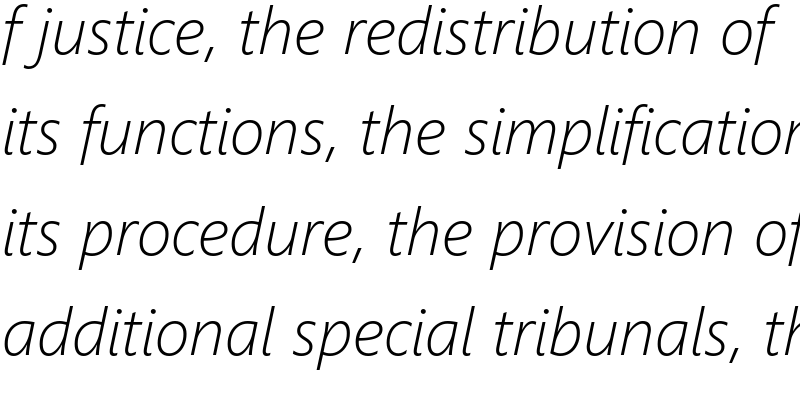 f justice, the redistribution of
its functions, the simplification
its procedure, the provision of
additional special tribunals, th